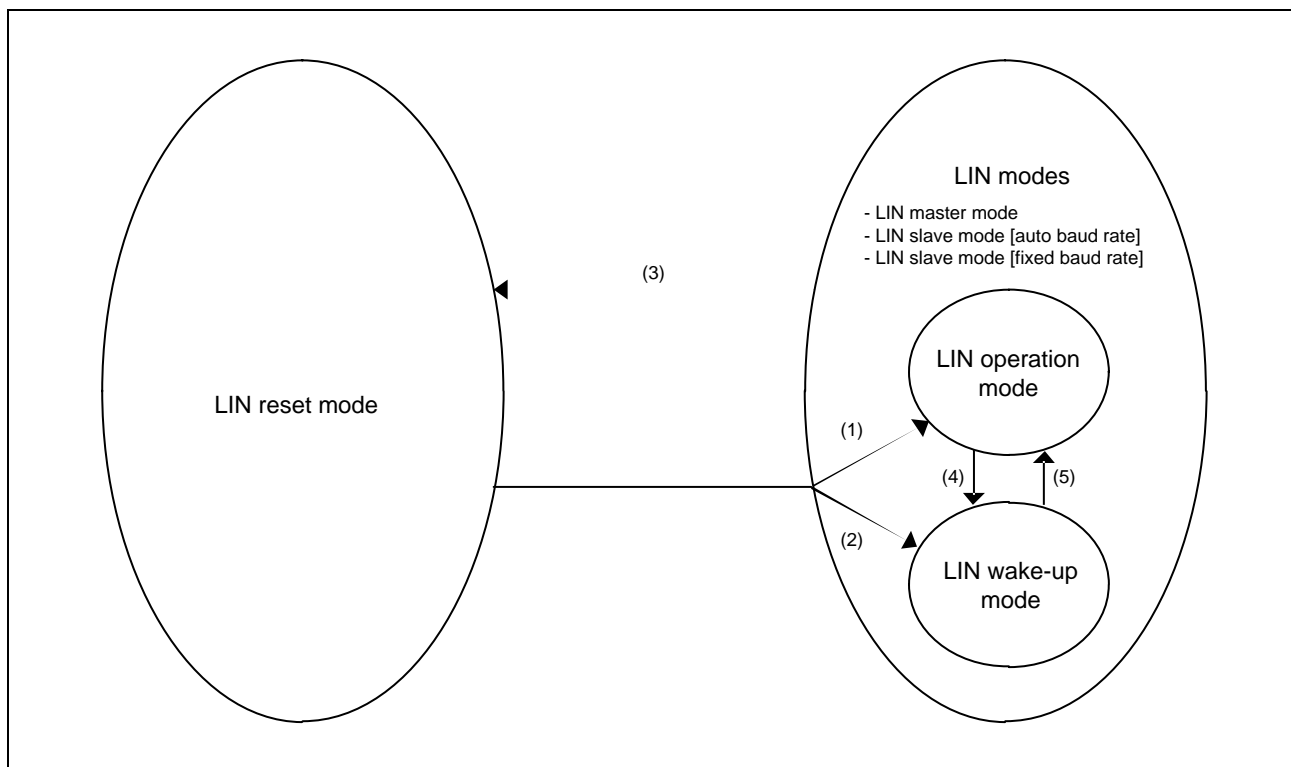 LIN reset mode
(3)
LIN modes
- LIN master mode
- LIN slave mode [auto baud rate]
- LIN slave mode [fixed baud rate]
LIN operation
mode
(1)
(4)
(5)
(2)
LIN wake-up
mode